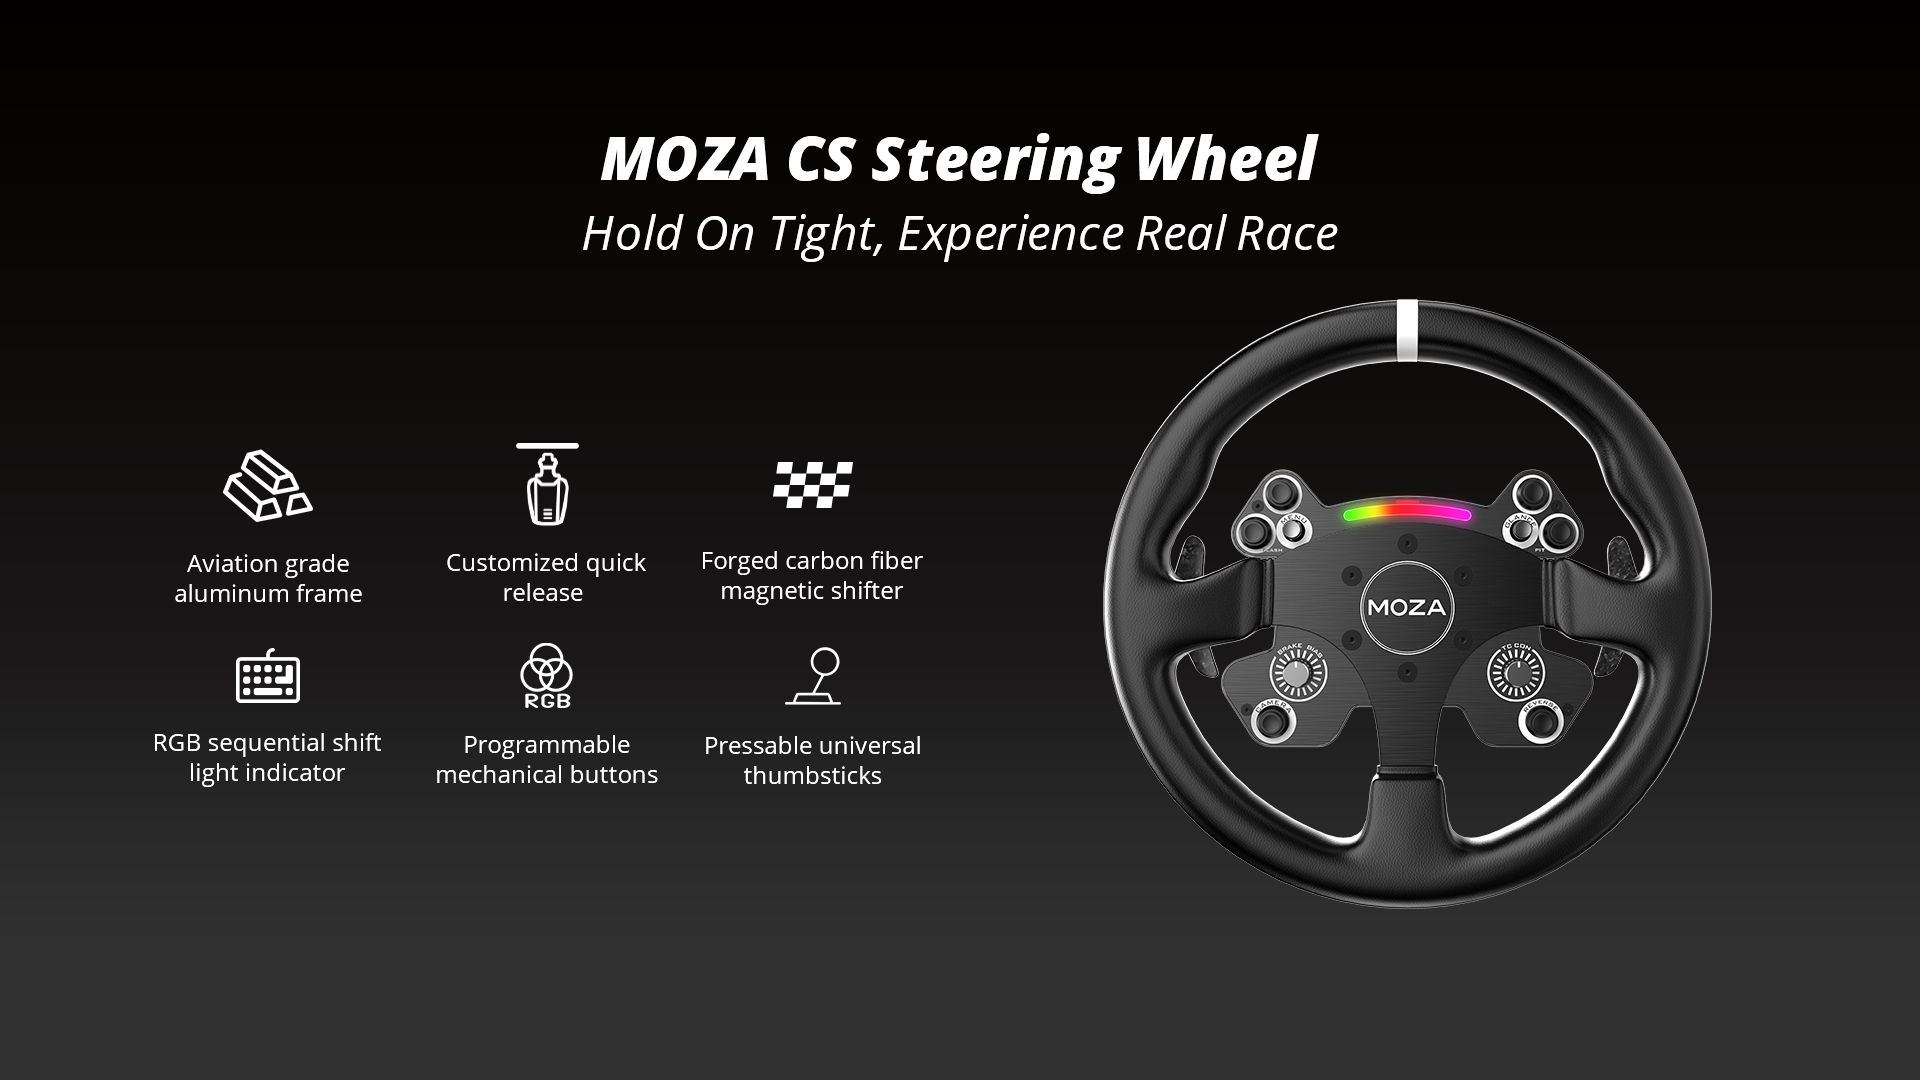 MOZA CS Steering Wheel
Hold On Tight, Experience Real Race
Aviation grade
aluminum frame
Customized quick
release
Forged carbon fiber
magnetic shifter
RGB
RGB sequential shift
light indicator
Programmable
mechanical buttons
Pressable universal
thumbsticks
MENU
GLANCE
PIT
MOZA
BRAKE BIAS
TC CON
CAMERA
REVERSE